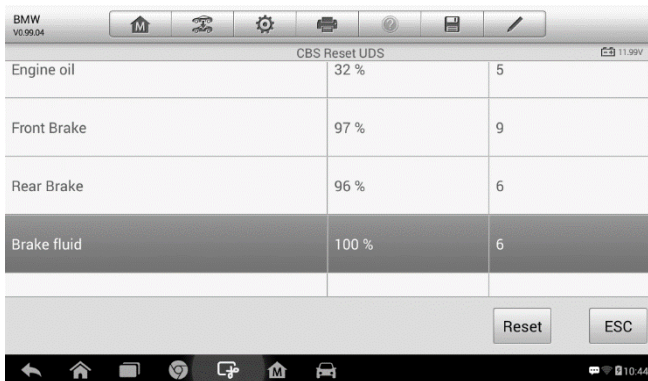 BMW
V0.99.04
CBS Reset UDS
11.99V
Engine oil 32 % 5
Front Brake 97 % 9
Rear Brake 96 % 6
Brake fluid 100 % 6
Reset ESC
10:44